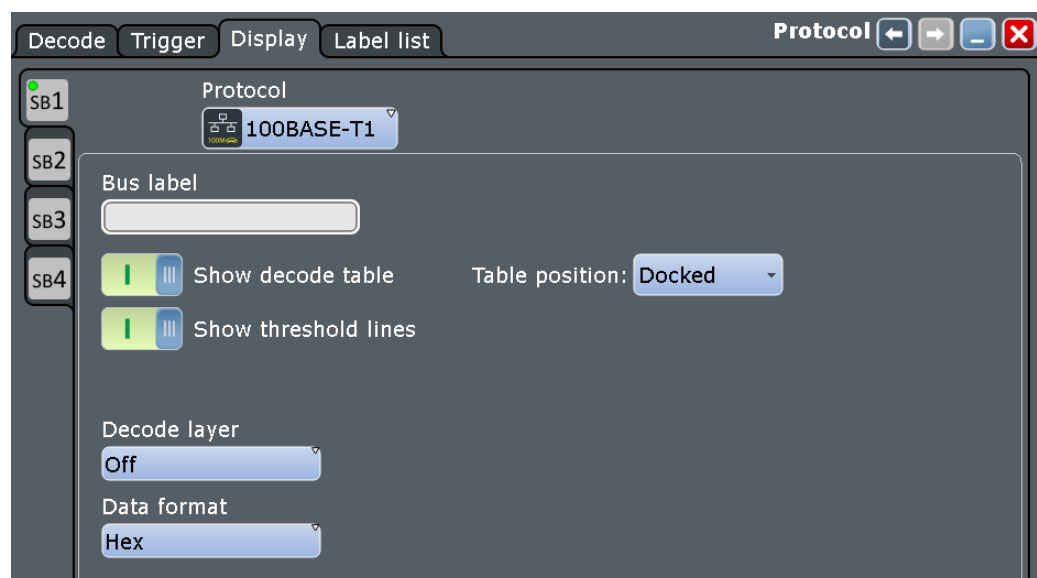 Decode Trigger Display Label list Protocol
SB1
Protocol
100M 100BASE-T1
SB2
Bus label
SB3
SB4
Show decode table Table position: Docked
Show threshold lines
Decode layer
Off
Data format
Hex